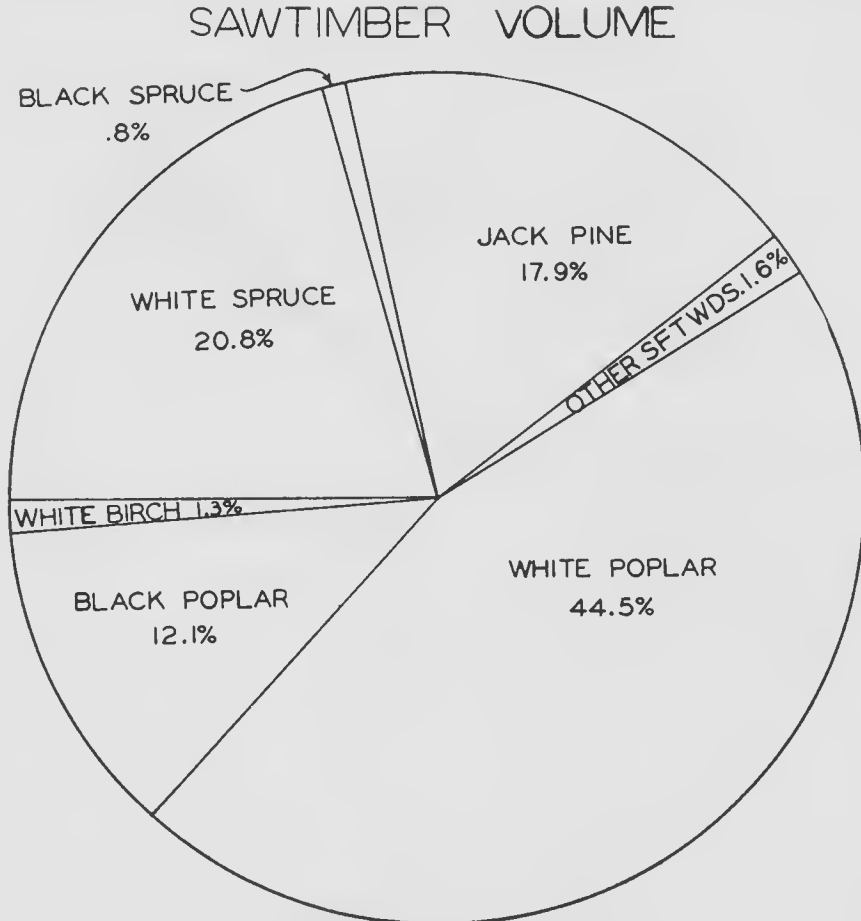 SAWTIMBER VOLUME
BLACK SPRUCE
.8%
JACK PINE
17.9%
OTHER SFTWDS. 1.6%
WHITE SPRUCE
20.8%
WHITE BIRCH 1.3%
BLACK POPLAR
12.1%
WHITE POPLAR
44.5%